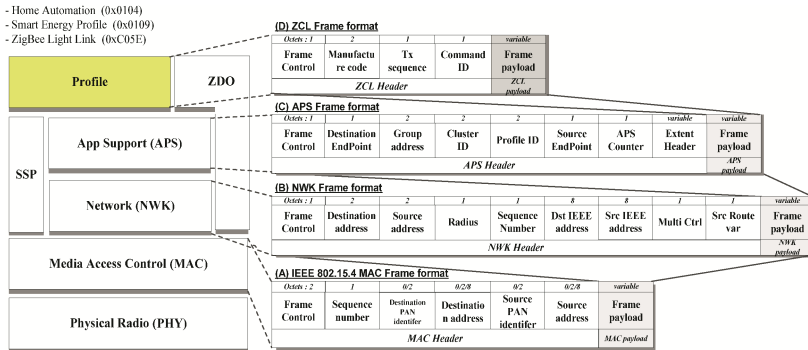 - Home Automation (0x0104)
- Smart Energy Profile (0x0109)
- ZigBee Light Link (0xC05E)
Profile
ZDO
SSP
App Support (APS)
Network (NWK)
Media Access Control (MAC)
Physical Radio (PHY)
(D) ZCL Frame format
Octets : 1 2 1 1 variable
Frame Control Manufactu re code Tx sequence Command ID Frame payload
ZCL Header ZCL payload
(C) APS Frame format
Octets : 1 1 2 2 2 1 1 variable variable
Frame Control Destination EndPoint Group address Cluster ID Profile ID Source EndPoint APS Counter Extent Header Frame payload
APS Header APS payload
(B) NWK Frame format
Octets : 1 2 2 1 1 8 8 1 1 variable
Frame Control Destination address Source address Radius Sequence Number Dst IEEE address Src IEEE address Multi Ctrl Src Route var Frame payload
NWK Header NWK payload
(A) IEEE 802.15.4 MAC Frame format
Octets : 2 1 0/2 0/2/8 0/2 0/2/8 variable
Frame Control Sequence number Destination PAN identifer Destinatio n address Source PAN identifer Source address Frame payload
MAC Header MAC payload